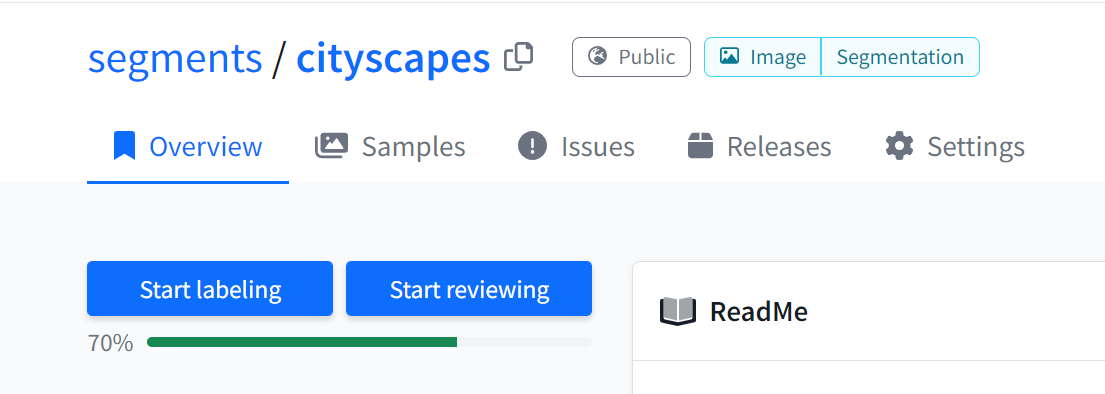 segments / cityscapes Public Image Segmentation
Overview Samples Issues Releases Settings
Start labeling Start reviewing
ReadMe
70%